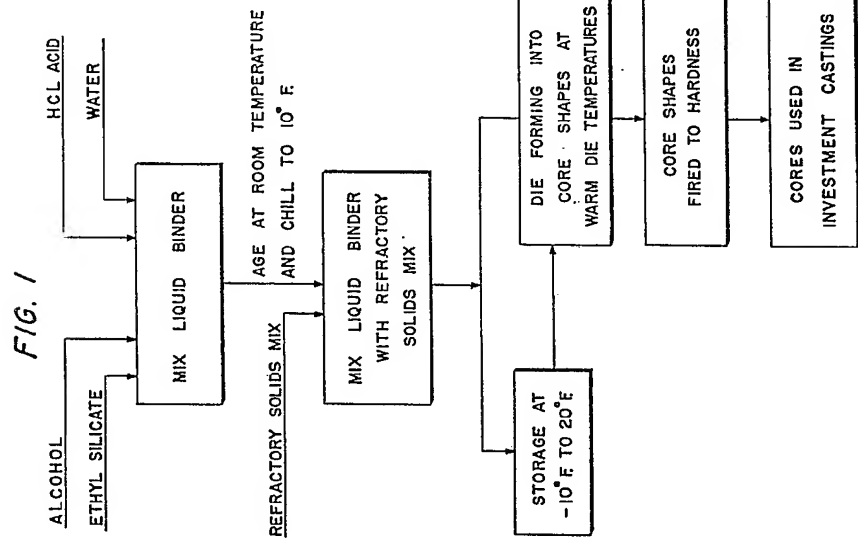 FIG. 1
ALCOHOL
ETHYL SILICATE
HCL ACID
WATER
MIX LIQUID BINDER
AGE AT ROOM TEMPERATURE
AND CHILL TO 10° F.
REFRACTORY SOLIDS MIX
MIX LIQUID BINDER
WITH REFRACTORY
SOLIDS MIX
STORAGE AT
-10° F. TO 20° F.
DIE FORMING INTO
CORE SHAPES AT
WARM DIE TEMPERATURES
CORE SHAPES
FIRED TO HARDNESS
CORES USED IN
INVESTMENT CASTINGS